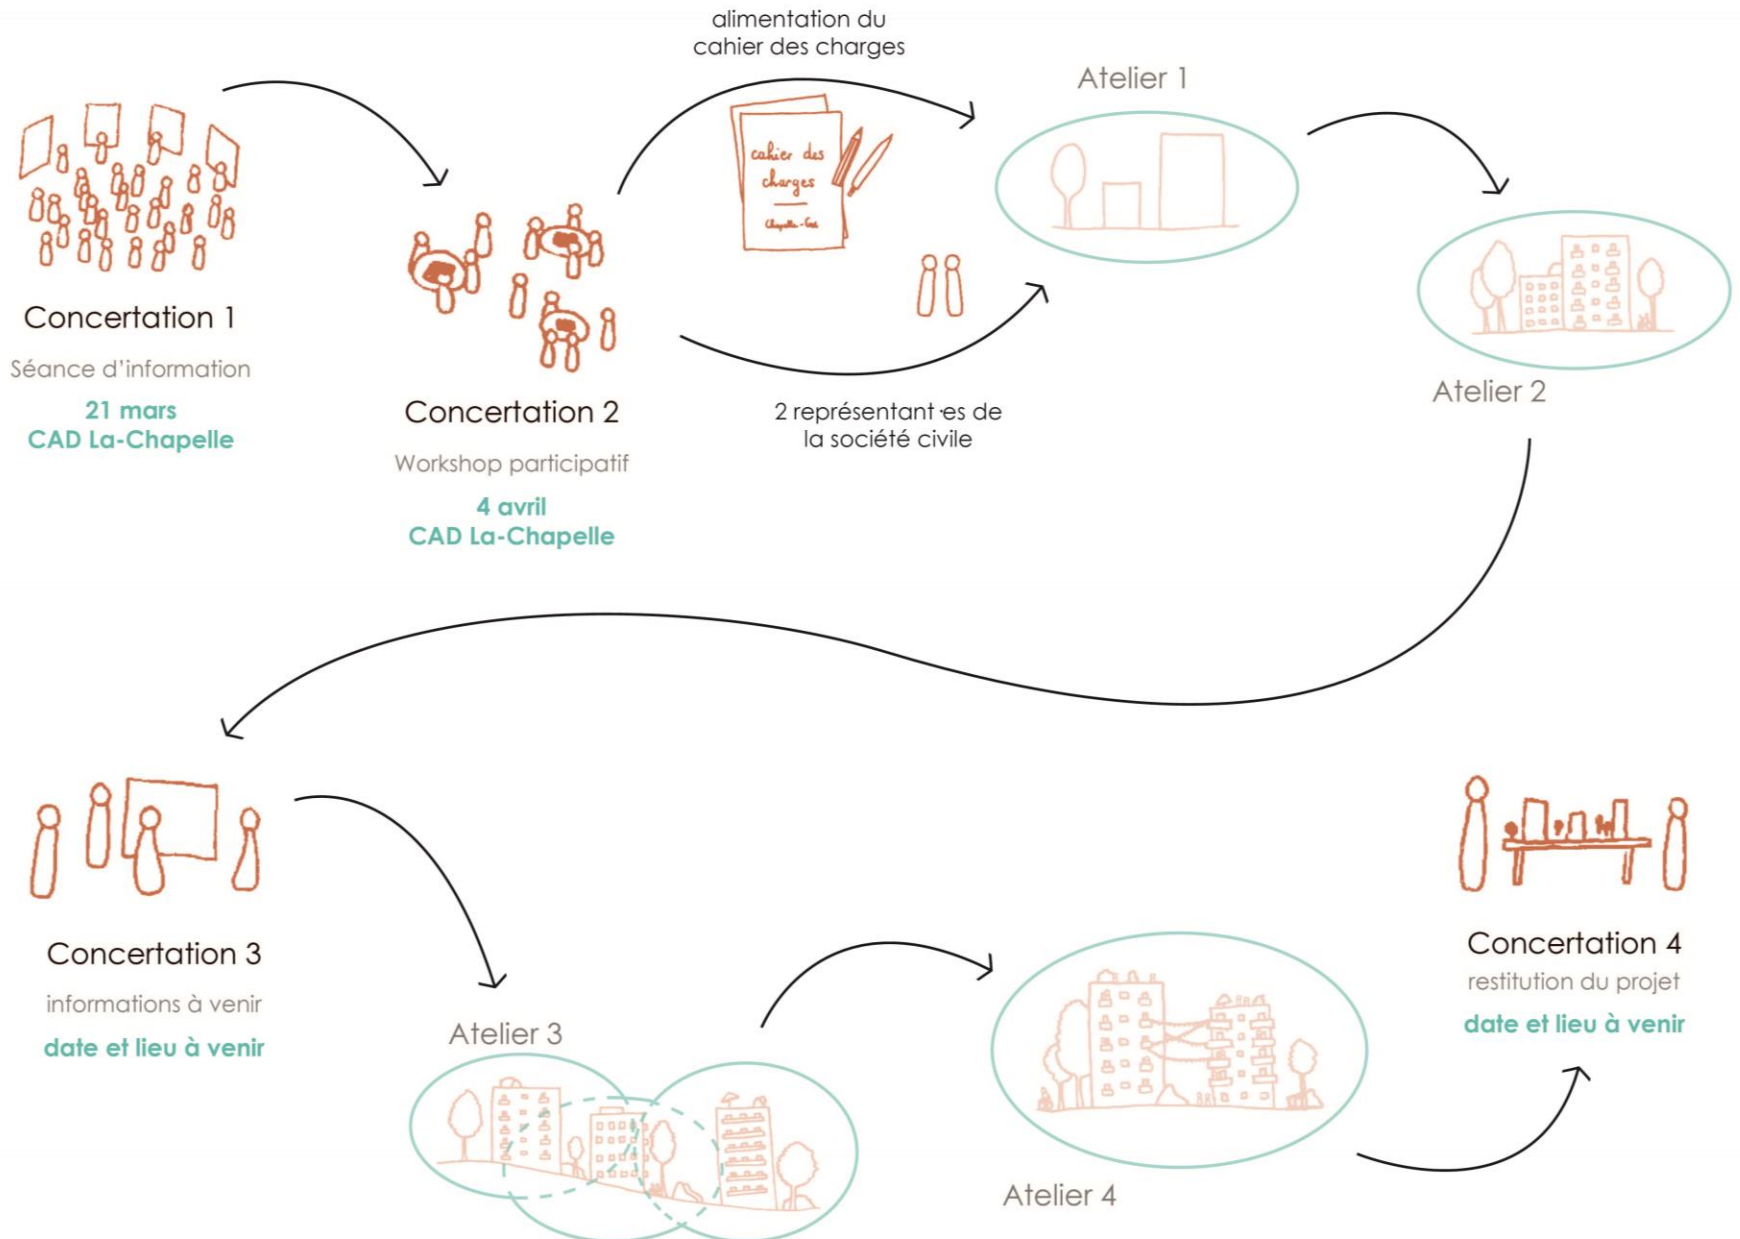 alimentation du
cahier des charges
Atelier 1
cahier des
charges
Concertation 1
Séance d'information
21 mars
CAD La-Chapelle
Concertation 2
Workshop participatif
4 avril
CAD La-Chapelle
2 représentant·es de
la société civile
Atelier 2
Concertation 3
informations à venir
date et lieu à venir
Atelier 3
Atelier 4
Concertation 4
restitution du projet
date et lieu à venir